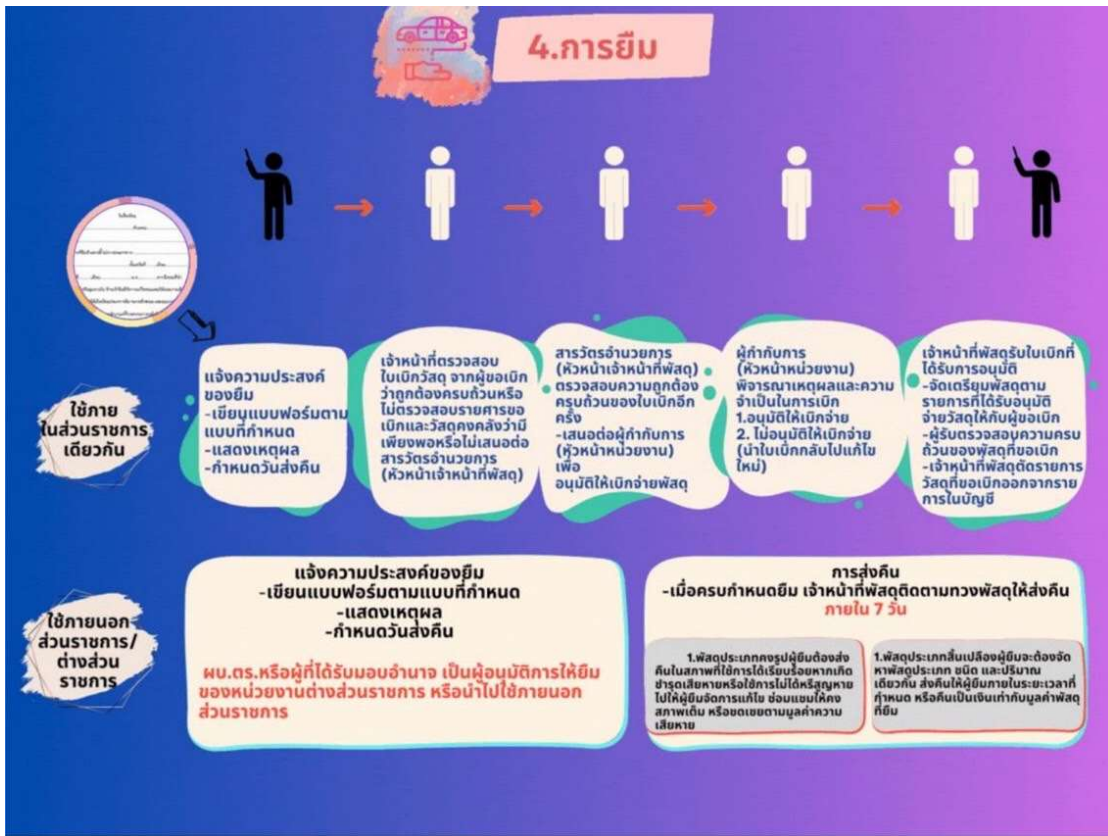 4.การยืม
ใช้ภาย
ในส่วนราชการ
เดียวกัน
แจ้งความประสงค์
ของยืม
-เขียนแบบฟอร์มตาม
แบบที่กำหนด
-แสดงเหตุผล
-กำหนดวันส่งคืน
เจ้าหน้าที่ตรวจสอบ
ใบเบิกวัสดุ จากผู้ขอเบิก
ว่าถูกต้องครบถ้วนหรือ
ไม่ตรวจสอบรายศารขอ
เบิกและวัสดุคงคลังว่ามี
เพียงพอหรือไม่เสนอต่อ
สารวัตรอำนวยการ
(หัวหน้าเจ้าหน้าที่พัสดุ)
สารวัตรอำนวยการ
(หัวหน้าเจ้าหน้าที่พัสดุ)
ตรวจสอบความถูกต้อง
ครบถ้วนของใบเบิกอีก
ครั้ง
-เสนอต่อผู้กำกับการ
(หัวหน้าหน่วยงาน)
เพื่อ
อนุมัติให้เบิกจ่ายพัสดุ
ผู้กำกับการ
(หัวหน้าหน่วยงาน)
พิจารณาเหตุผลและความ
จำเป็นในการเบิก
1.อนุมัติให้เบิกจ่าย
2. ไม่อนุมัติให้เบิกจ่าย
(นำใบเบิกกลับไปแก้ไข
ใหม่)
เจ้าหน้าที่พัสดุรับใบเบิกที่
ได้รับการอนุมัติ
-จัดเตรียมพัสดุตาม
รายการที่ได้รับอนุมัติ
จ่ายวัสดุให้กับผู้ขอเบิก
-ผู้รับตรวจสอบความครบ
ถ้วนของพัสดุที่ขอเบิก
-เจ้าหน้าที่พัสดุตัดรายการ
วัสดุที่ขอเบิกออกจากราย
การในบัญชี
ใช้ภายนอก
ส่วนราชการ/
ต่างส่วน
ราชการ
แจ้งความประสงค์ของยืม
-เขียนแบบฟอร์มตามแบบที่กำหนด
-แสดงเหตุผล
-กำหนดวันส่งคืน
ผบ.ตร.หรือผู้ที่ได้รับมอบอำนาจ เป็นผู้อนุมัติการให้ยืม
ของหน่วยงานต่างส่วนราชการ หรือนำไปใช้ภายนอก
ส่วนราชการ
การส่งคืน
-เมื่อครบกำหนดยืม เจ้าหน้าที่พัสดุติดตามทวงพัสดุให้ส่งคืน
ภายใน 7 วัน
1.พัสดุประเภทคงรูปผู้ยืมต้องส่ง
คืนในสภาพที่ใช้การได้เรียบร้อยหากเกิด
ชำรุดเสียหายหรือใช้การไม่ได้หรือสูญหาย
ไปให้ผู้ยืมจัดการแก้ไข ซ่อมแซมให้คง
สภาพเดิม หรือชดเชยตามมูลค่าความ
เสียหาย
1.พัสดุประเภทสิ้นเปลืองผู้ยืมจะต้องจัด
หาพัสดุประเภท ชนิด และปริมาณ
เดียวกัน ส่งคืนให้ผู้ยืมภายในระยะเวลาที่
กำหนด หรือคืนเป็นเงินเท่ากับมูลค่าพัสดุ
ที่ยืม